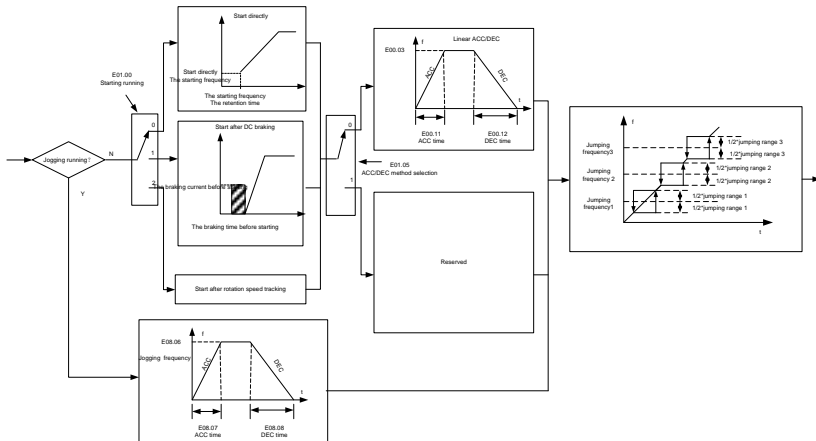 Start directly
Start directly
The starting frequency
The starting frequency
The retention time
E01.00
Starting running
0
1
2
Jogging running?
N
Y
Start after DC braking
The braking current before starting
The braking time before starting
Start after rotation speed tracking
0
1
E01.05
ACC/DEC method selection
Linear ACC/DEC
E00.03
f
ACC
DEC
t
E00.11
ACC time
E00.12
DEC time
Reserved
E08.06
Jogging frequency
f
ACC
DEC
t
E08.07
ACC time
E08.08
DEC time
f
Jumping
frequency3
Jumping
frequency 2
Jumping
frequency1
1/2*jumping range 3
1/2*jumping range 3
1/2*jumping range 2
1/2*jumping range 2
1/2*jumping range 1
1/2*jumping range 1
t